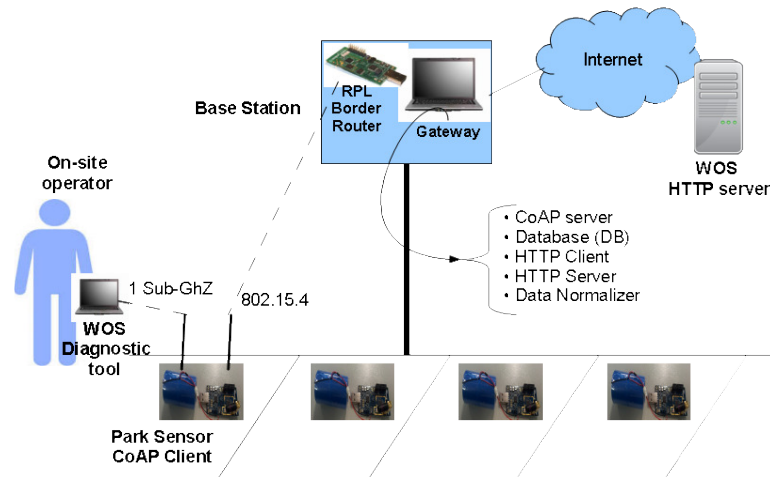 Internet
RPL
Border
Router
Base Station
Gateway
WOS
HTTP server
On-site
operator
• CoAP server
• Database (DB)
• HTTP Client
• HTTP Server
• Data Normalizer
1 Sub-GhZ
802.15.4
WOS
Diagnostic
tool
Park Sensor
CoAP Client